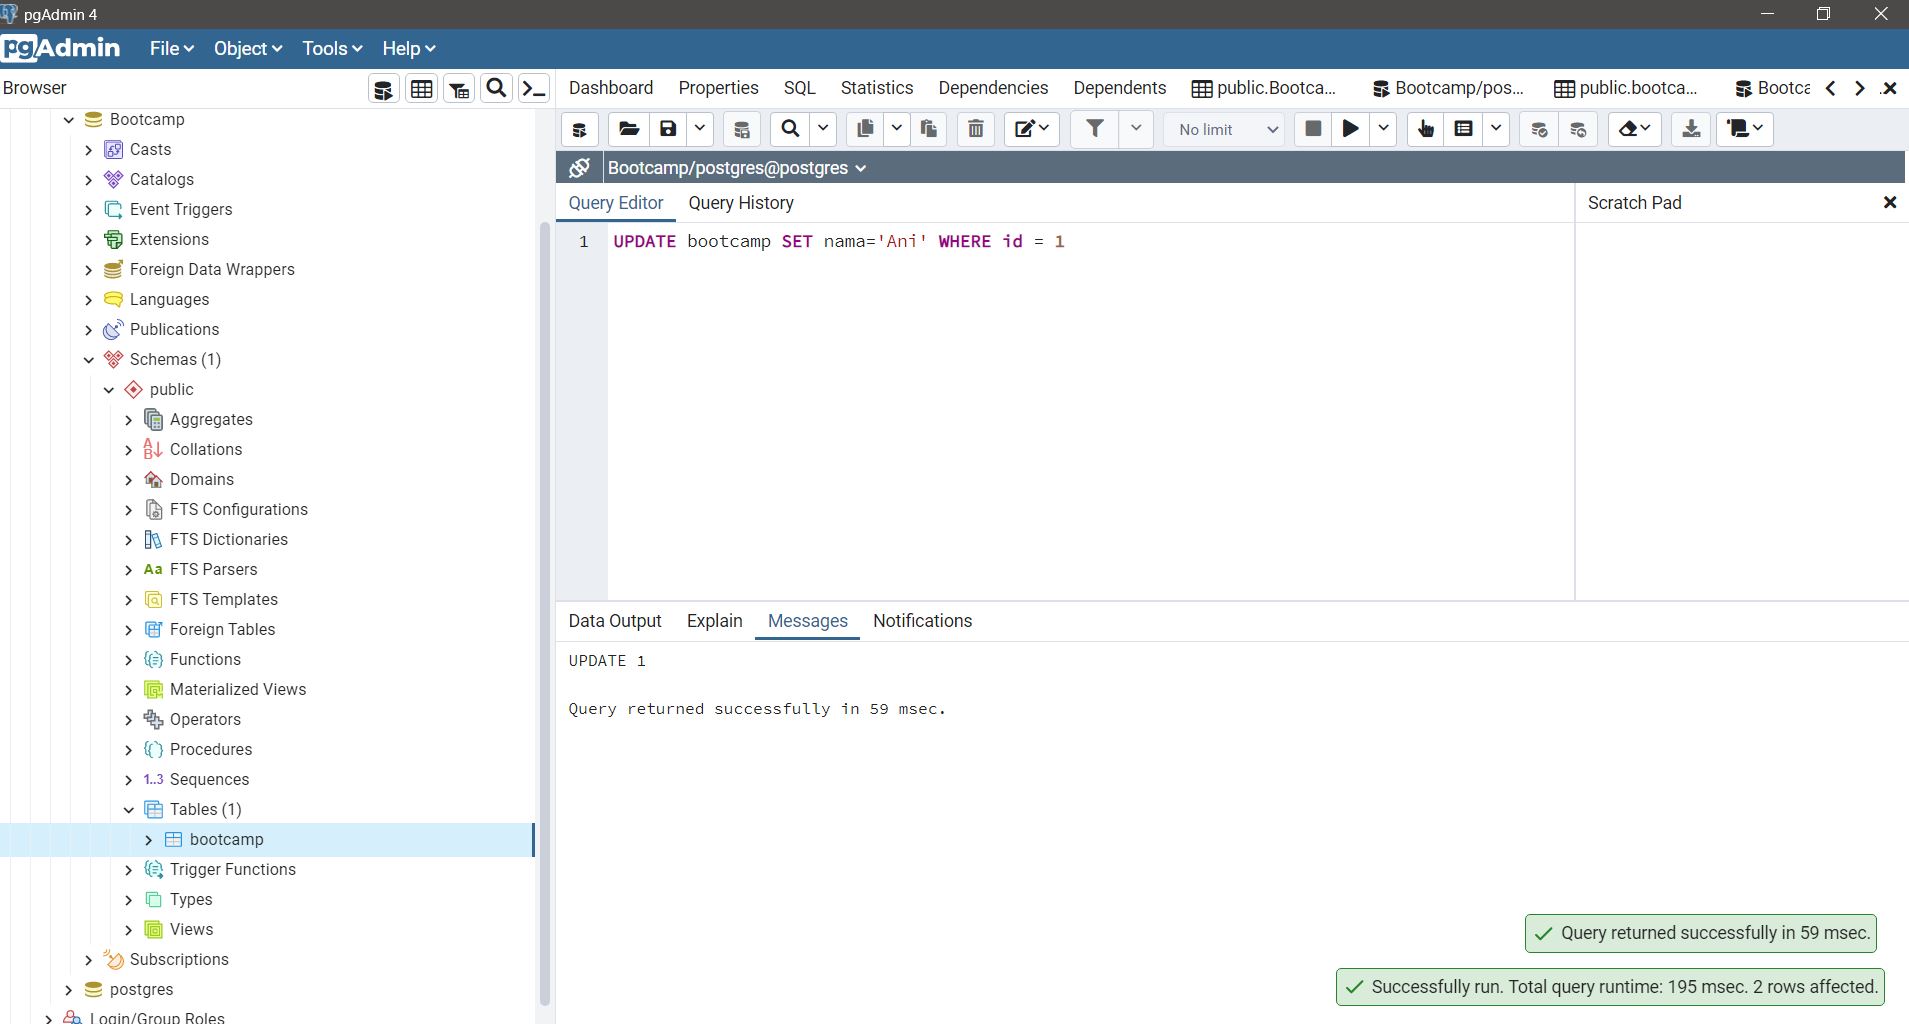 pgAdmin 4
pgAdmin File Object Tools Help
Browser
Dashboard Properties SQL Statistics Dependencies Dependents public.Bootca... Bootcamp/pos... public.bootca... Bootca
Bootcamp
Casts
Catalogs
Event Triggers
Extensions
Foreign Data Wrappers
Languages
Publications
Schemas (1)
public
Aggregates
Collations
Domains
FTS Configurations
FTS Dictionaries
Aa FTS Parsers
FTS Templates
Foreign Tables
Functions
Materialized Views
Operators
Procedures
1..3 Sequences
Tables (1)
bootcamp
Trigger Functions
Types
Views
Subscriptions
postgres
Login/Group Roles
No limit
Bootcamp/postgres@postgres
Query Editor Query History
Scratch Pad
1 UPDATE bootcamp SET nama='Ani' WHERE id = 1
Data Output Explain Messages Notifications
UPDATE 1
Query returned successfully in 59 msec.
Query returned successfully in 59 msec.
Successfully run. Total query runtime: 195 msec. 2 rows affected.